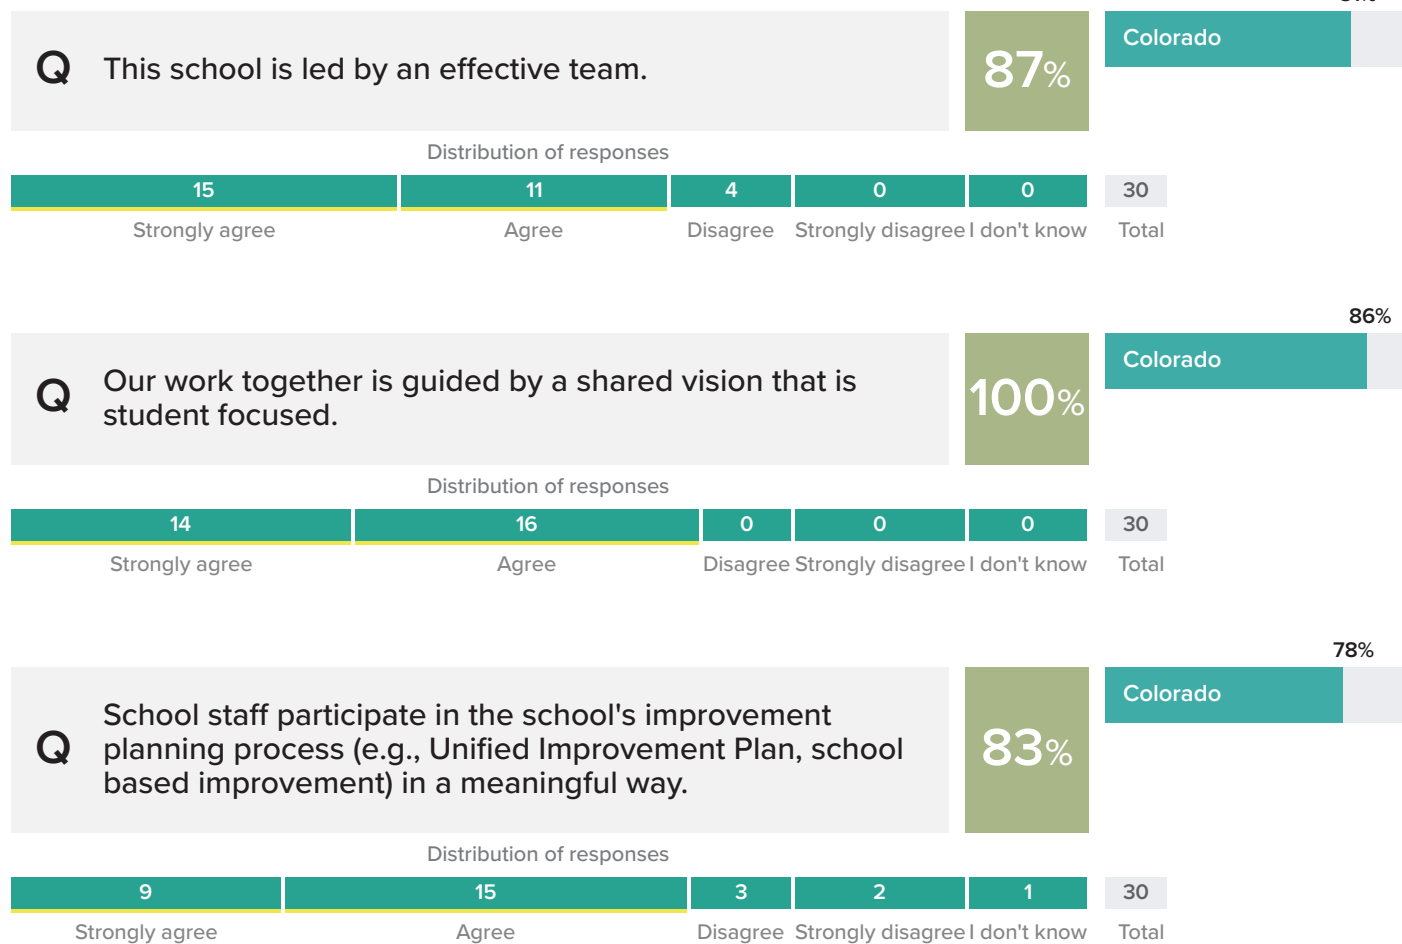 Q This school is led by an effective team.
87%
Colorado
Distribution of responses
15 11 4 0 0 30
Strongly agree Agree Disagree Strongly disagree I don't know Total
86%
Q Our work together is guided by a shared vision that is
student focused.
100%
Colorado
Distribution of responses
14 16 0 0 0 30
Strongly agree Agree Disagree Strongly disagree I don't know Total
78%
Q School staff participate in the school's improvement
planning process (e.g., Unified Improvement Plan, school
based improvement) in a meaningful way.
83%
Colorado
Distribution of responses
9 15 3 2 1 30
Strongly agree Agree Disagree Strongly disagree I don't know Total